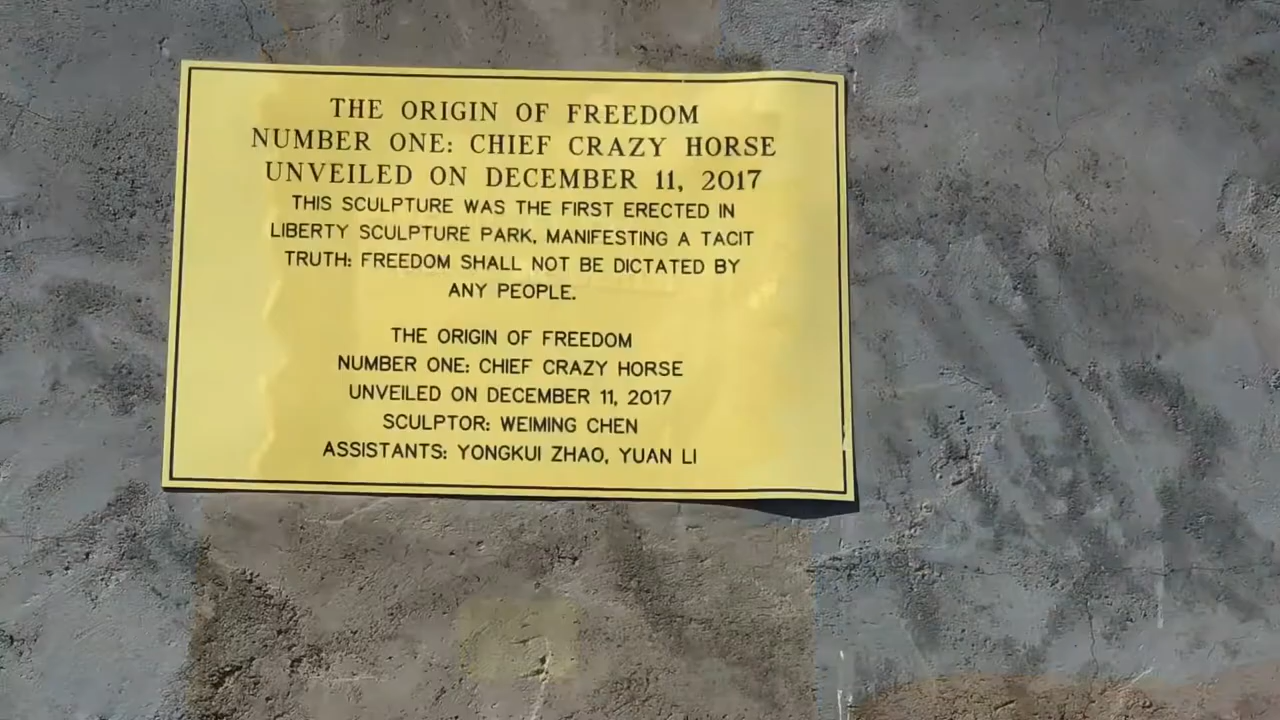 THE ORIGIN OF FREEDOM
NUMBER ONE: CHIEF CRAZY HORSE
UNVEILED ON DECEMBER 11, 2017
THIS SCULPTURE WAS THE FIRST ERECTED IN
LIBERTY SCULPTURE PARK, MANIFESTING A TACIT
TRUTH: FREEDOM SHALL NOT BE DICTATED BY
ANY PEOPLE.
THE ORIGIN OF FREEDOM
NUMBER ONE: CHIEF CRAZY HORSE
UNVEILED ON DECEMBER 11, 2017
SCULPTOR: WEIMING CHEN
ASSISTANTS: YONGKUI ZHAO, YUAN LI